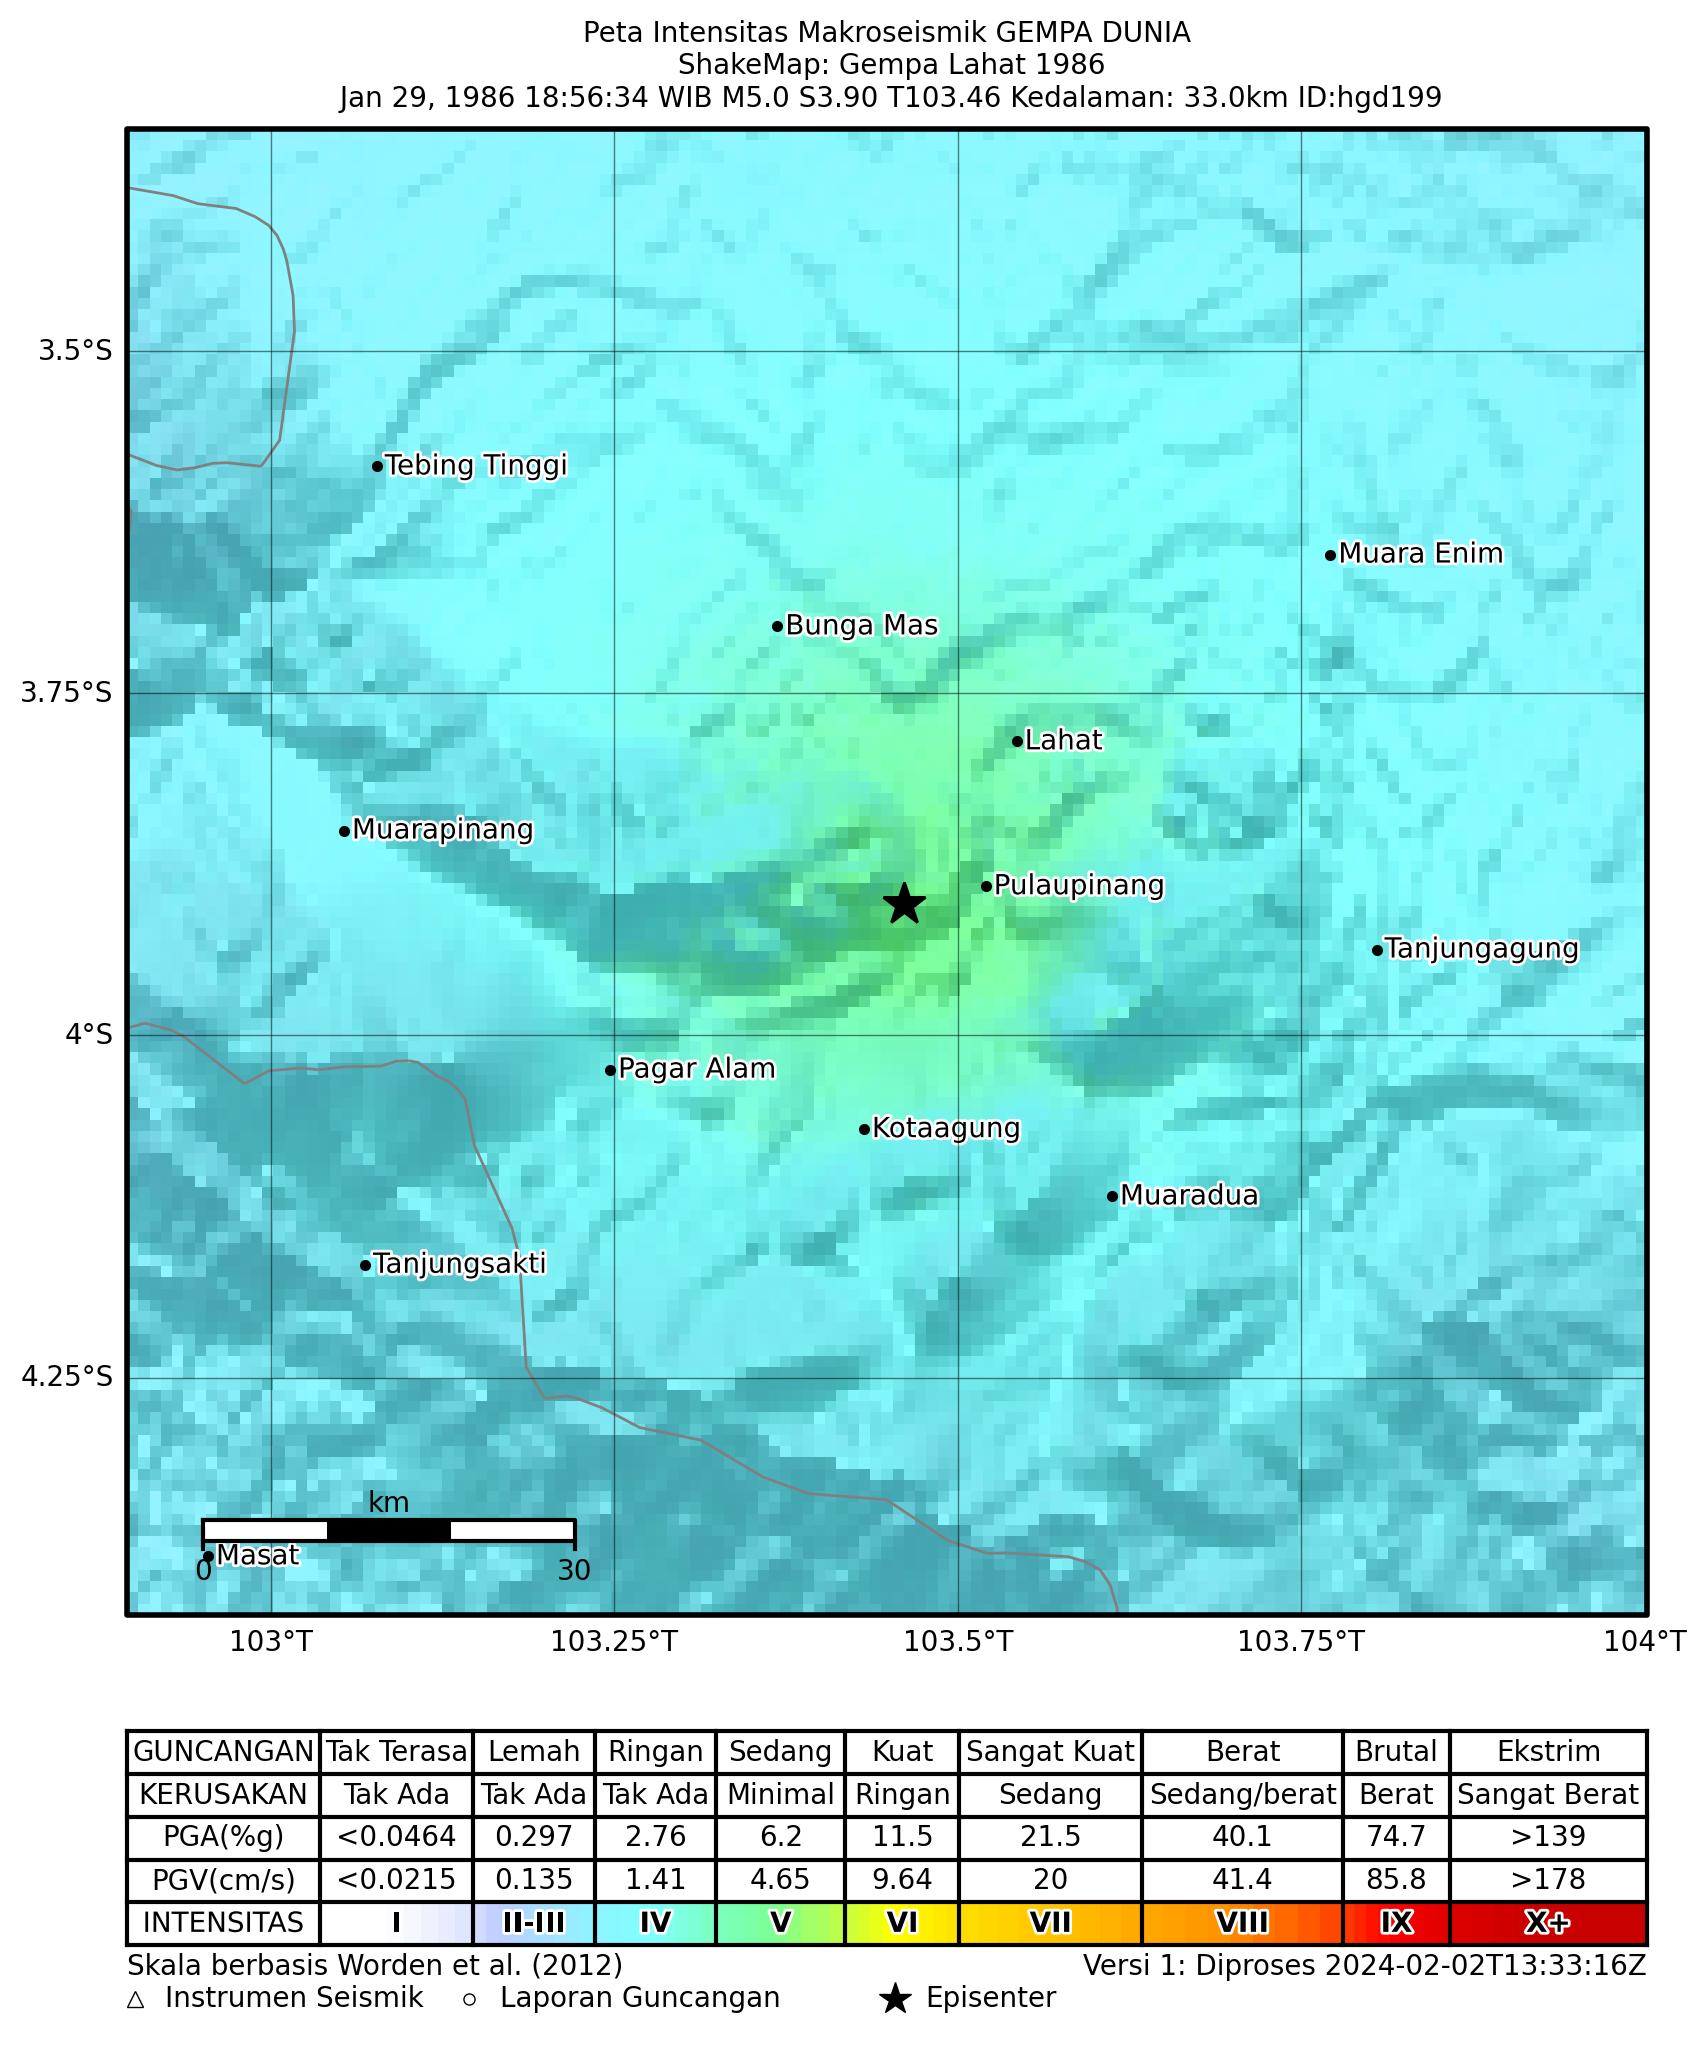 Peta Intensitas Makroseismik GEMPA DUNIA
ShakeMap: Gempa Lahat 1986
Jan 29, 1986 18:56:34 WIB M5.0 S3.90 T103.46 Kedalaman: 33.0km ID:hgd199
3.5°S
Tebing Tinggi
Muara Enim
Bunga Mas
3.75°S
Lahat
Muarapinang
Pulaupinang
Tanjungagung
4°S
Pagar Alam
Kotaagung
Muaradua
Tanjungsakti
4.25°S
km
Masat
0 30
103°T 103.25°T 103.5°T 103.75°T 104°T
GUNCANGAN Tak Terasa Lemah Ringan Sedang Kuat Sangat Kuat Berat Brutal Ekstrim
KERUSAKAN Tak Ada Tak Ada Tak Ada Minimal Ringan Sedang Sedang/berat Berat Sangat Berat
PGA(%g) <0.0464 0.297 2.76 6.2 11.5 21.5 40.1 74.7 >139
PGV(cm/s) <0.0215 0.135 1.41 4.65 9.64 20 41.4 85.8 >178
INTENSITAS I II-III IV V VI VII VIII IX X+
Skala berbasis Worden et al. (2012) Versi 1: Diproses 2024-02-02T13:33:16Z
△ Instrumen Seismik ○ Laporan Guncangan ★ Episenter